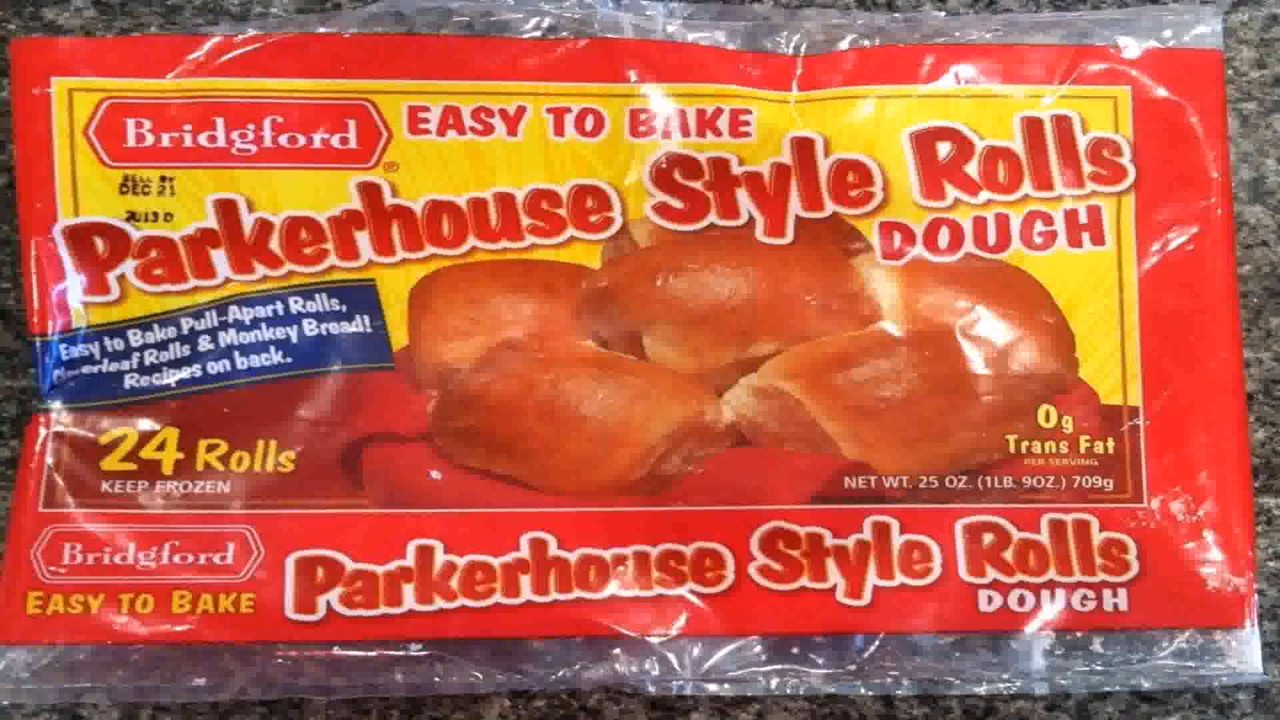 Bridgford
®
EASY TO BAKE
SELL BY
DEC 21
Parkerhouse Style Rolls
DOUGH
Easy to Bake Pull-Apart Rolls,
Rolls & Monkey Bread!
Recipes on back.
24 Rolls
KEEP FROZEN
0g
Trans Fat
PER SERVING
NET WT. 25 OZ. (1LB. 9OZ.) 709g
Bridgford
EASY TO BAKE
Parkerhouse Style Rolls
DOUGH